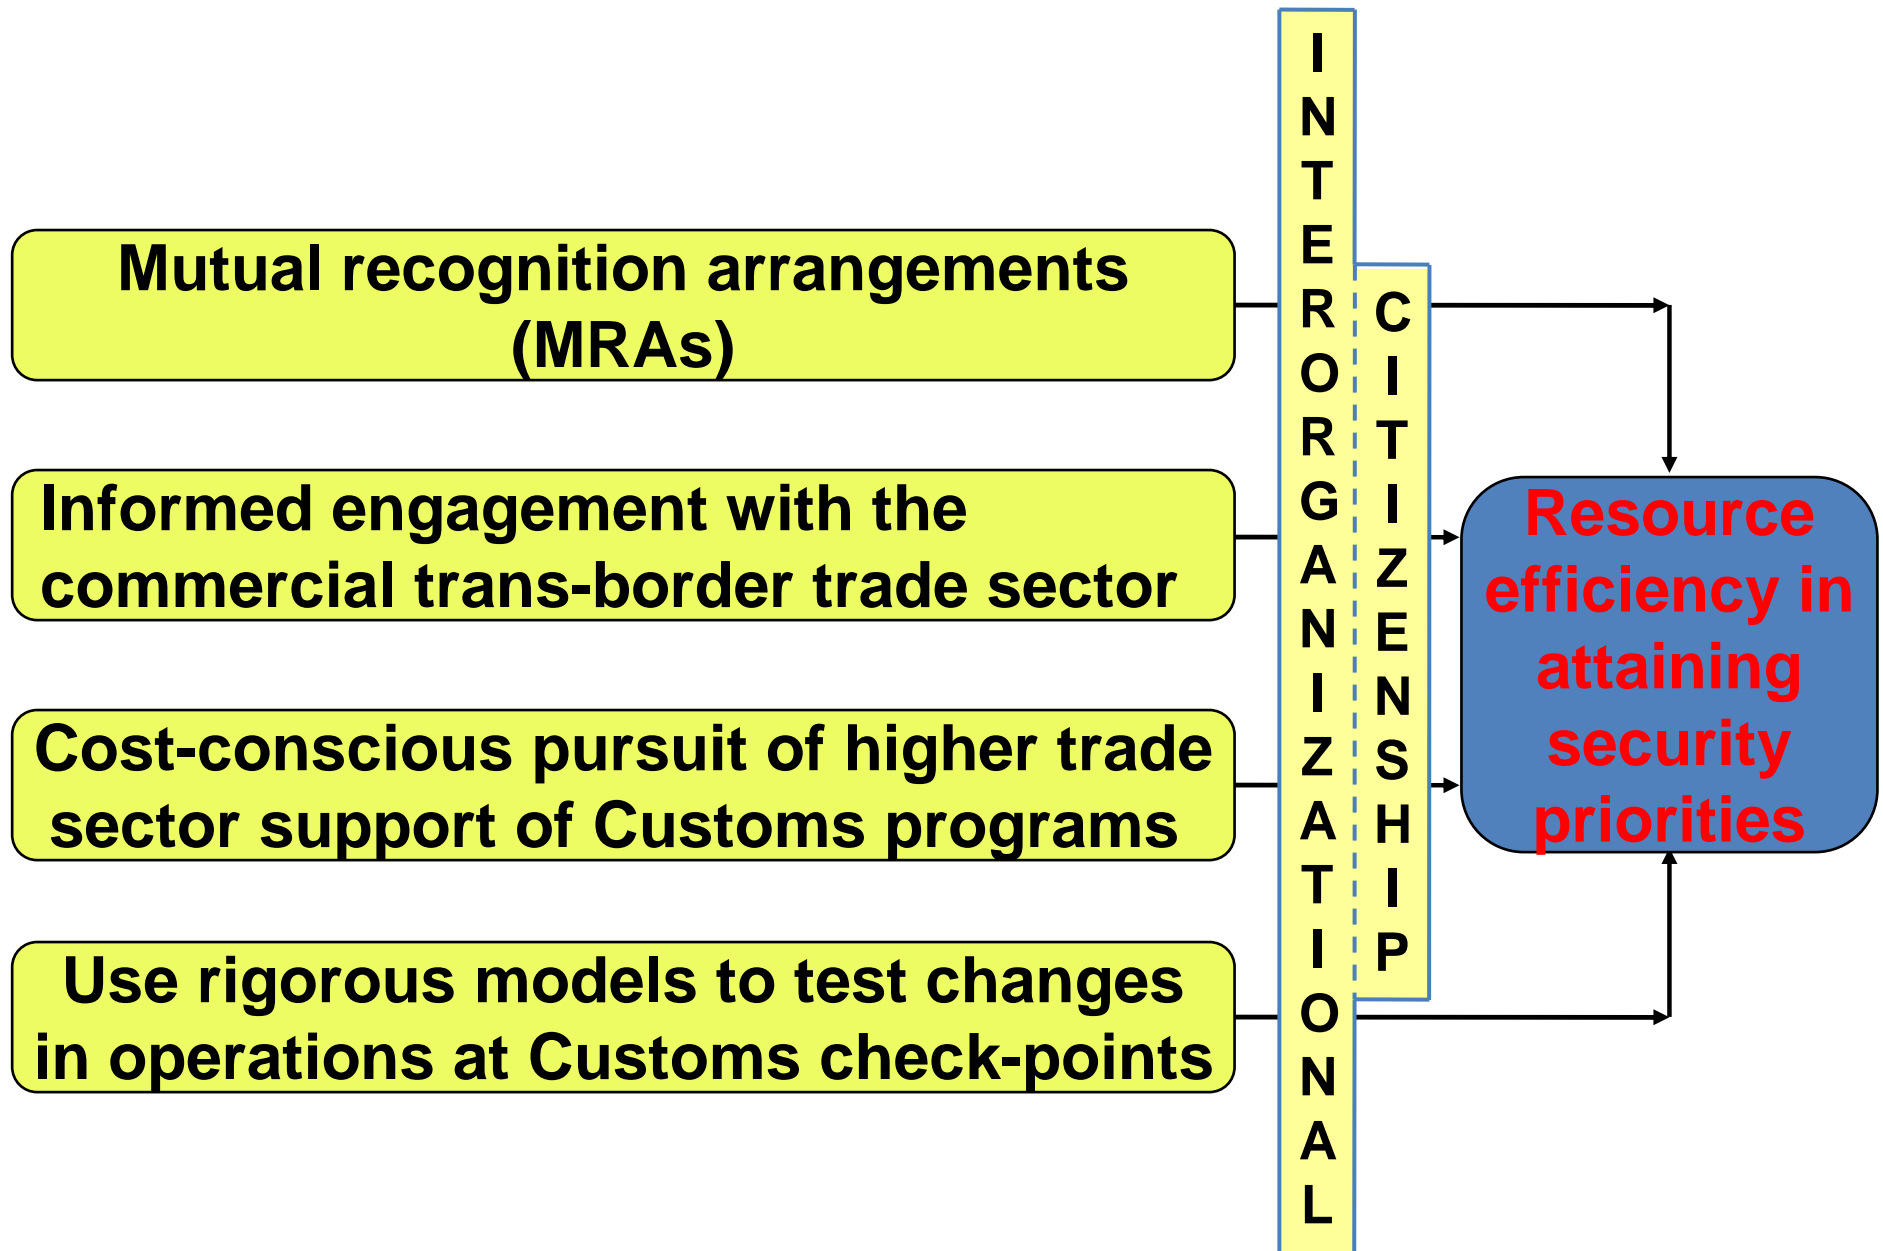 Mutual recognition arrangements
(MRAs)
Informed engagement with the
commercial trans-border trade sector
Cost-conscious pursuit of higher trade
sector support of Customs programs
Use rigorous models to test changes
in operations at Customs check-points
INTERORGANIZATIONAL
CITIZENSHIP
Resource
efficiency in
attaining
security
priorities